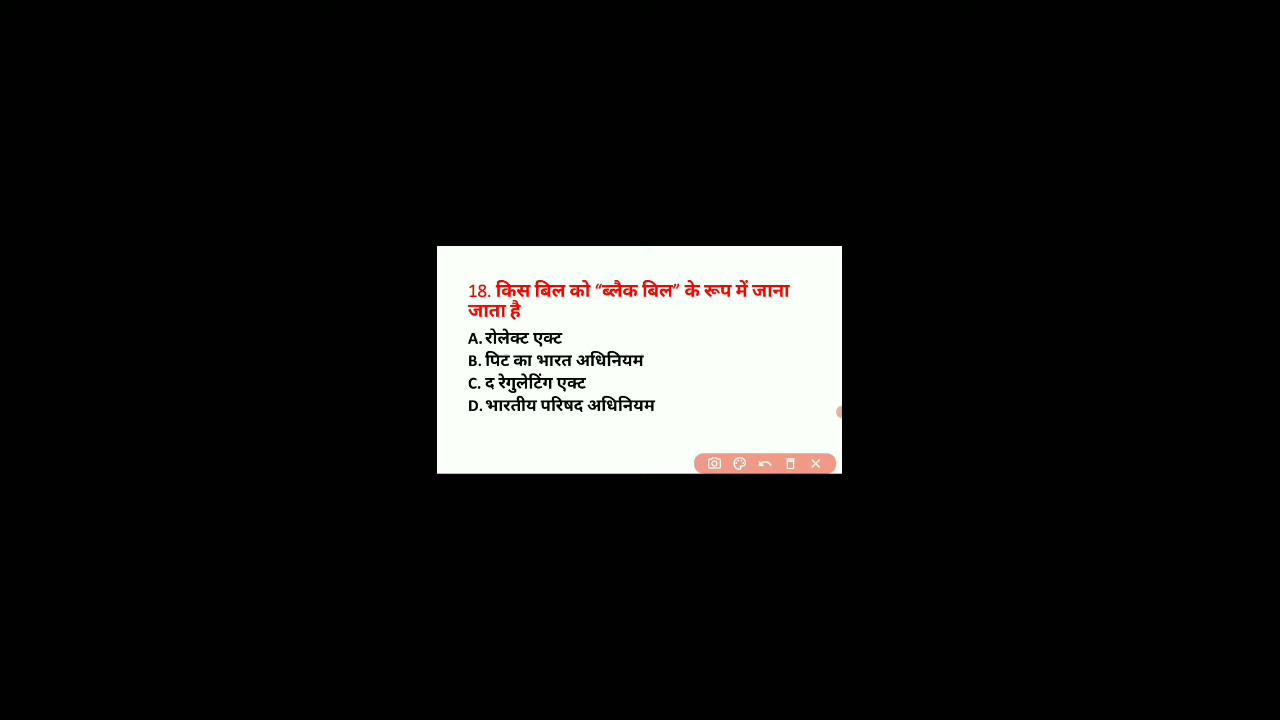 18. किस बिल को “ब्लैक बिल” के रूप में जाना
जाता है
A. रोलेक्ट एक्ट
B. पिट का भारत अधिनियम
C. द रेगुलेटिंग एक्ट
D. भारतीय परिषद अधिनियम